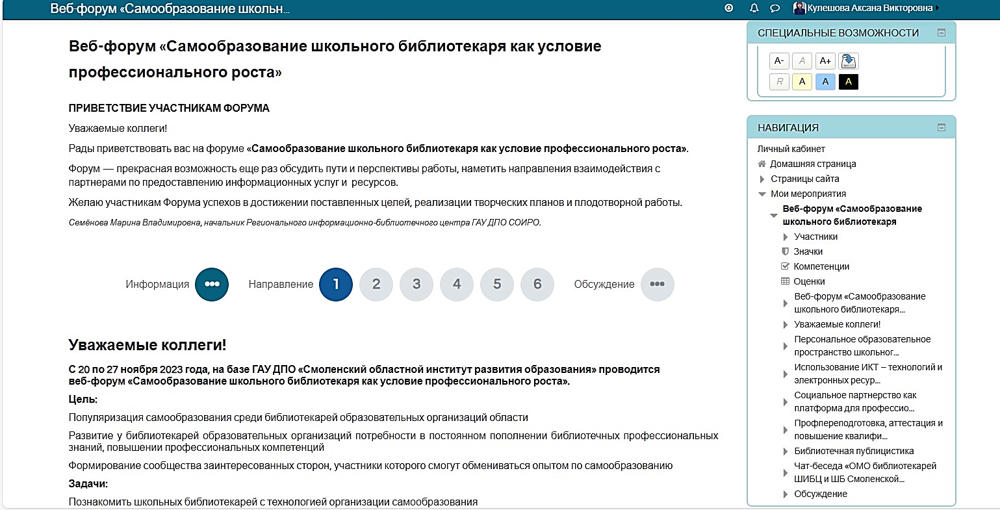 Веб-форум «Самообразование школьн...
Кулешова Аксана Викторовна
Веб-форум «Самообразование школьного библиотекаря как условие
профессионального роста»
ПРИВЕТСТВИЕ УЧАСТНИКАМ ФОРУМА
Уважаемые коллеги!
Рады приветствовать вас на форуме «Самообразование школьного библиотекаря как условие профессионального роста».
Форум — прекрасная возможность еще раз обсудить пути и перспективы работы, наметить направления взаимодействия с
партнерами по предоставлению информационных услуг и ресурсов.
Желаю участникам Форума успехов в достижении поставленных целей, реализации творческих планов и плодотворной работы.
Семёнова Марина Владимировна, начальник Регионального информационно-библиотечного центра ГАУ ДПО СОИРО.
Информация ••• Направление 1 2 3 4 5 6 Обсуждение •••
Уважаемые коллеги!
С 20 по 27 ноября 2023 года, на базе ГАУ ДПО «Смоленский областной институт развития образования» проводится
веб-форум «Самообразование школьного библиотекаря как условие профессионального роста».
Цель:
Популяризация самообразования среди библиотекарей образовательных организаций области
Развитие у библиотекарей образовательных организаций потребности в постоянном пополнении библиотечных профессиональных
знаний, повышении профессиональных компетенций
Формирование сообщества заинтересованных сторон, участники которого смогут обмениваться опытом по самообразованию
Задачи:
Познакомить школьных библиотекарей с технологией организации самообразования
СПЕЦИАЛЬНЫЕ ВОЗМОЖНОСТИ
A- A A+
R A A A
НАВИГАЦИЯ
Личный кабинет
Домашняя страница
Страницы сайта
Мои мероприятия
Веб-форум «Самообразование
школьного библиотекаря
Участники
Значки
Компетенции
Оценки
Веб-форум «Самообразование
школьного библиотекаря...
Уважаемые коллеги!
Персональное образовательное
пространство школьног...
Использование ИКТ – технологий и
электронных ресур...
Социальное партнерство как
платформа для профессио...
Профпереподготовка, аттестация и
повышение квалифи...
Библиотечная публицистика
Чат-беседа «ОМО библиотекарей
ШИБЦ и ШБ Смоленской...
Обсуждение